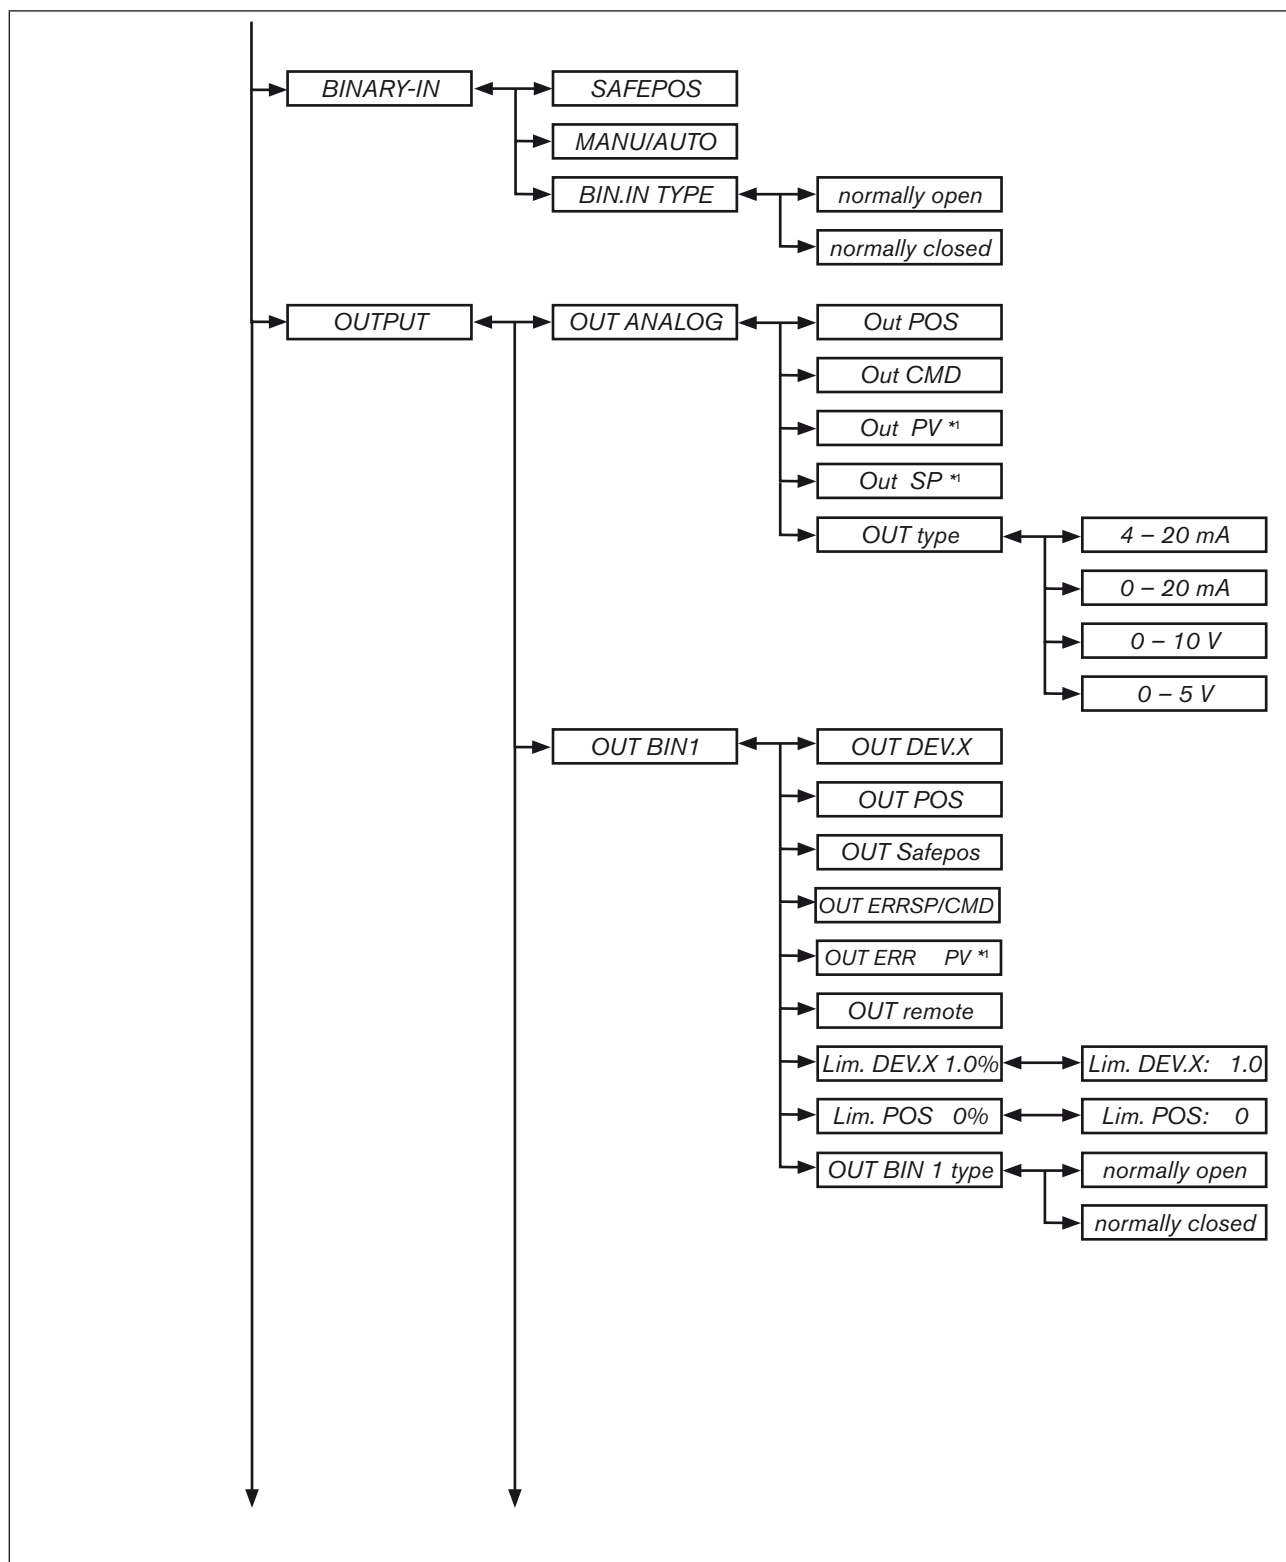 BINARY-IN
SAFEPOS
MANU/AUTO
BIN.IN TYPE
normally open
normally closed
OUTPUT
OUT ANALOG
Out POS
Out CMD
Out PV *1
Out SP *1
OUT type
4 – 20 mA
0 – 20 mA
0 – 10 V
0 – 5 V
OUT BIN1
OUT DEV.X
OUT POS
OUT Safepos
OUT ERRSP/CMD
OUT ERR PV *1
OUT remote
Lim. DEV.X 1.0%
Lim. DEV.X: 1.0
Lim. POS 0%
Lim. POS: 0
OUT BIN 1 type
normally open
normally closed